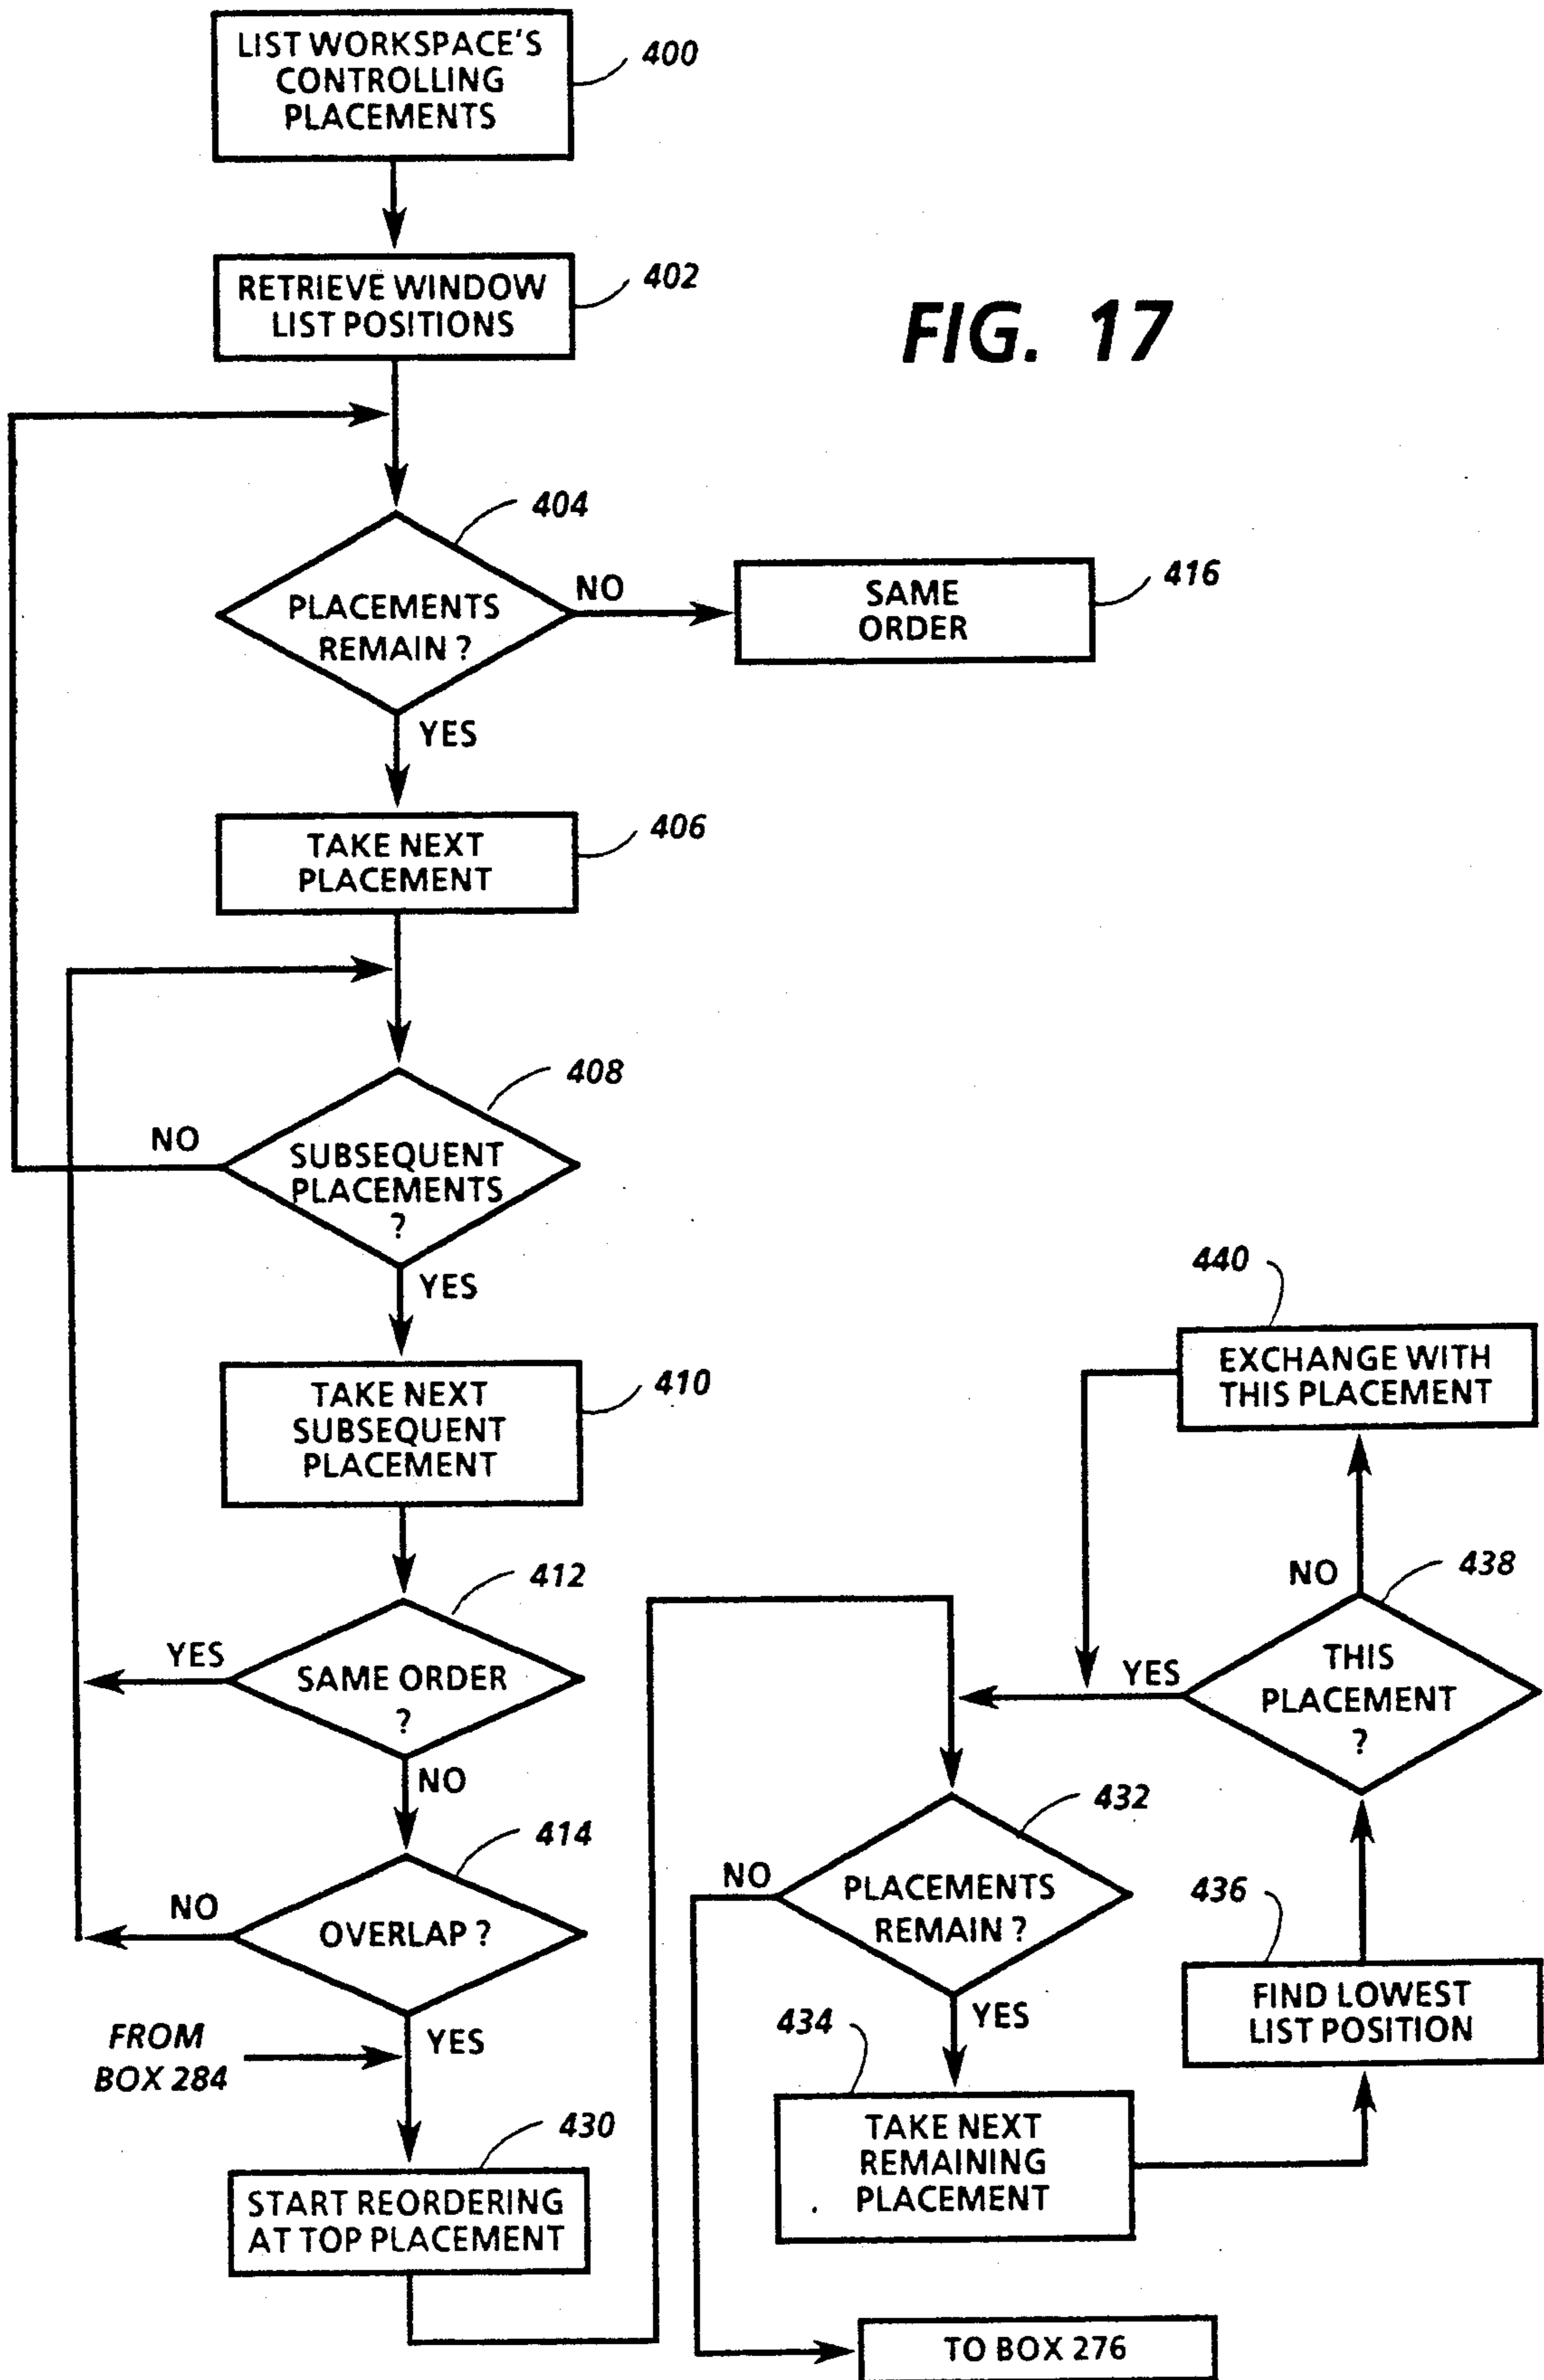 LIST WORKSPACE'S
CONTROLLING
PLACEMENTS
400
RETRIEVE WINDOW
LIST POSITIONS
402
FIG. 17
404
PLACEMENTS
REMAIN ?
NO
SAME
ORDER
416
YES
TAKE NEXT
PLACEMENT
406
408
NO
SUBSEQUENT
PLACEMENTS
?
YES
TAKE NEXT
SUBSEQUENT
PLACEMENT
410
412
YES
SAME ORDER
?
NO
414
NO
OVERLAP ?
YES
FROM
BOX 284
430
START REORDERING
AT TOP PLACEMENT
432
NO
PLACEMENTS
REMAIN ?
YES
434
TAKE NEXT
REMAINING
PLACEMENT
436
FIND LOWEST
LIST POSITION
438
THIS
PLACEMENT
?
YES
NO
440
EXCHANGE WITH
THIS PLACEMENT
TO BOX 276